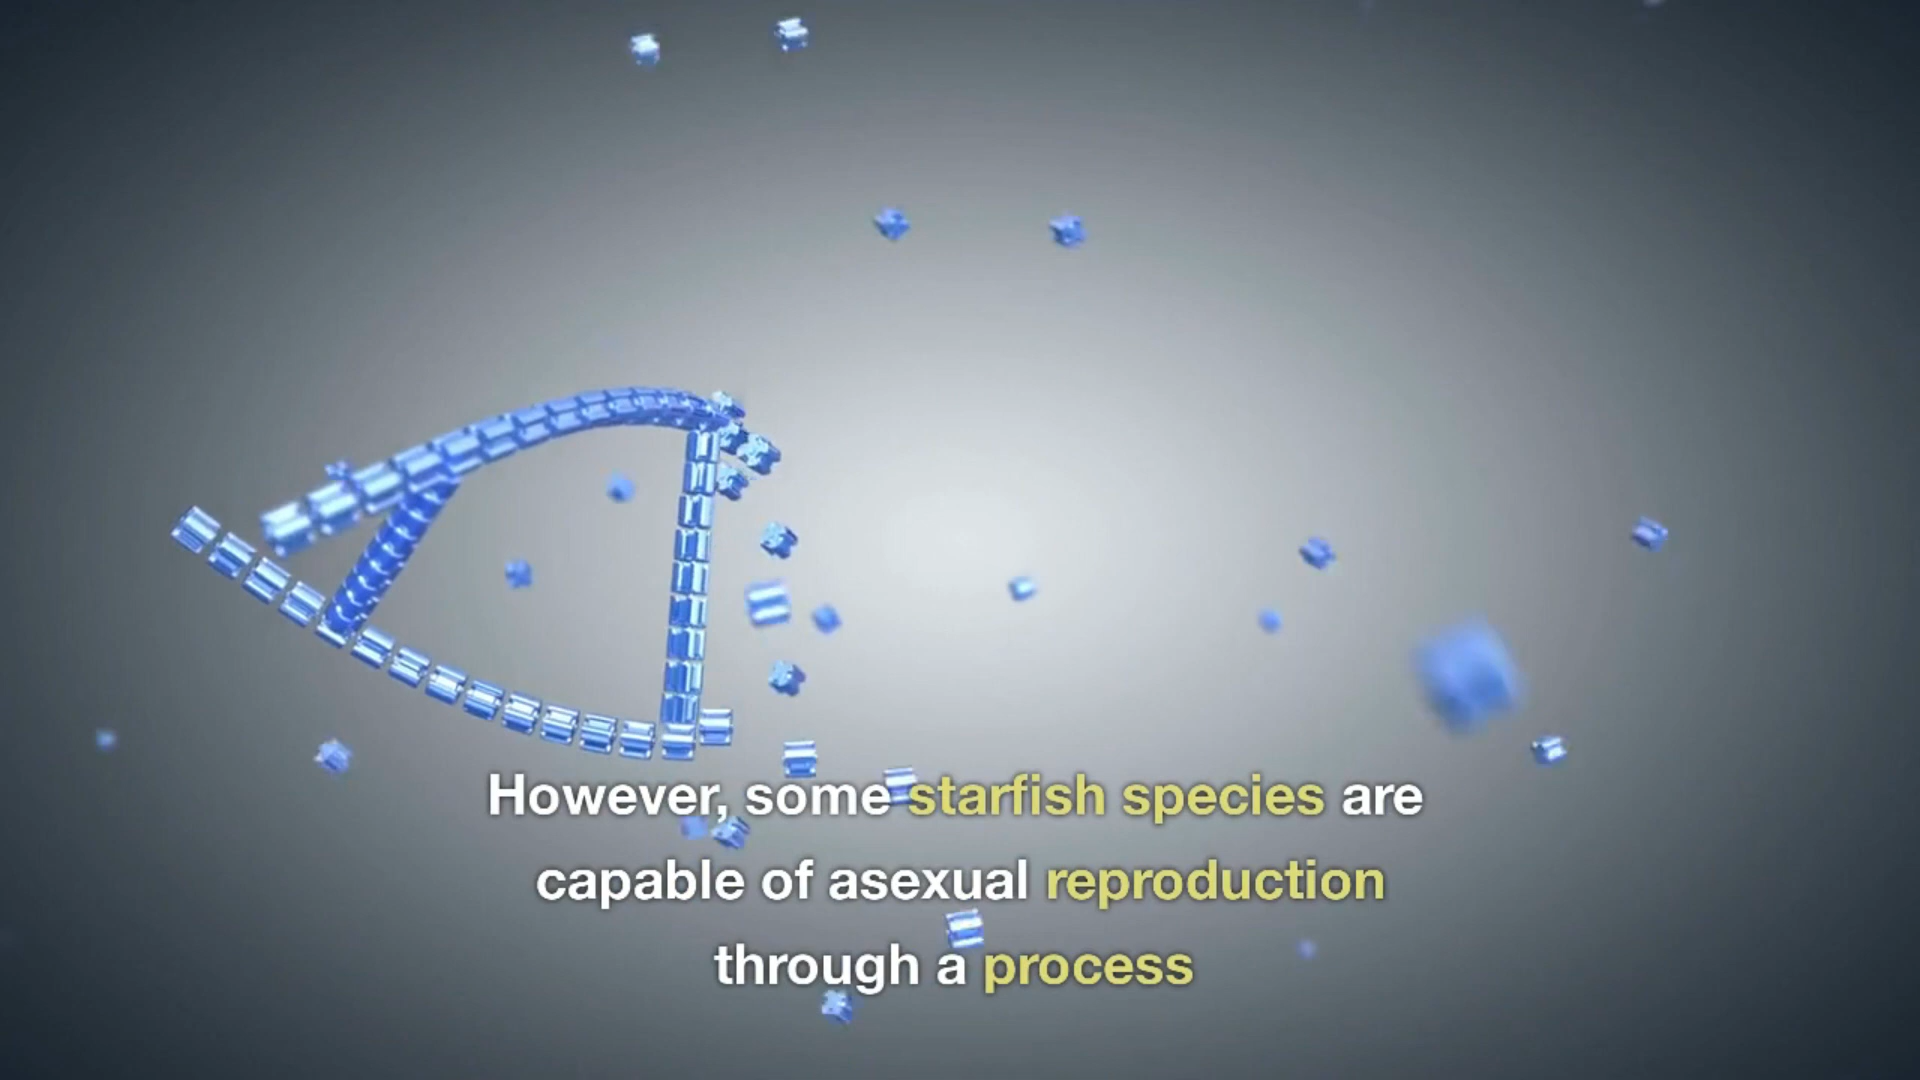 However, some starfish species are
capable of asexual reproduction
through a process